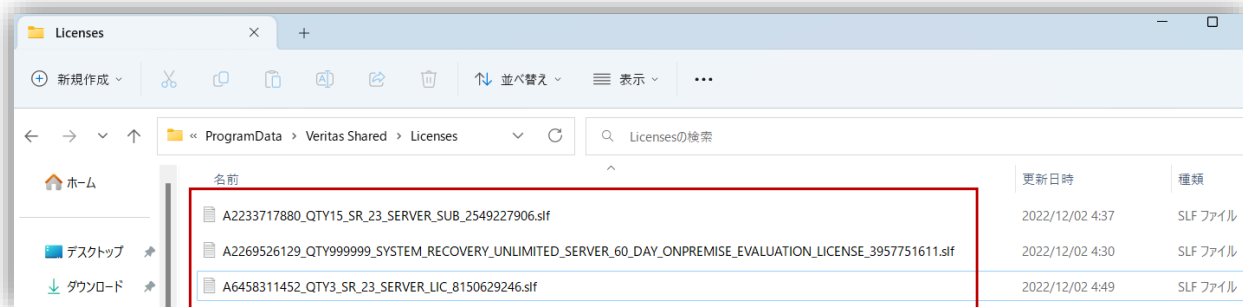 Licenses
新規作成
並べ替え
表示
« ProgramData > Veritas Shared > Licenses
Licensesの検索
ホーム
名前
更新日時
種類
A2233717880_QTY15_SR_23_SERVER_SUB_2549227906.slf
2022/12/02 4:37
SLF ファイル
デスクトップ
A2269526129_QTY999999_SYSTEM_RECOVERY_UNLIMITED_SERVER_60_DAY_ONPREMISE_EVALUATION_LICENSE_3957751611.slf
2022/12/02 4:30
SLF ファイル
ダウンロード
A6458311452_QTY3_SR_23_SERVER_LIC_8150629246.slf
2022/12/02 4:49
SLF ファイル